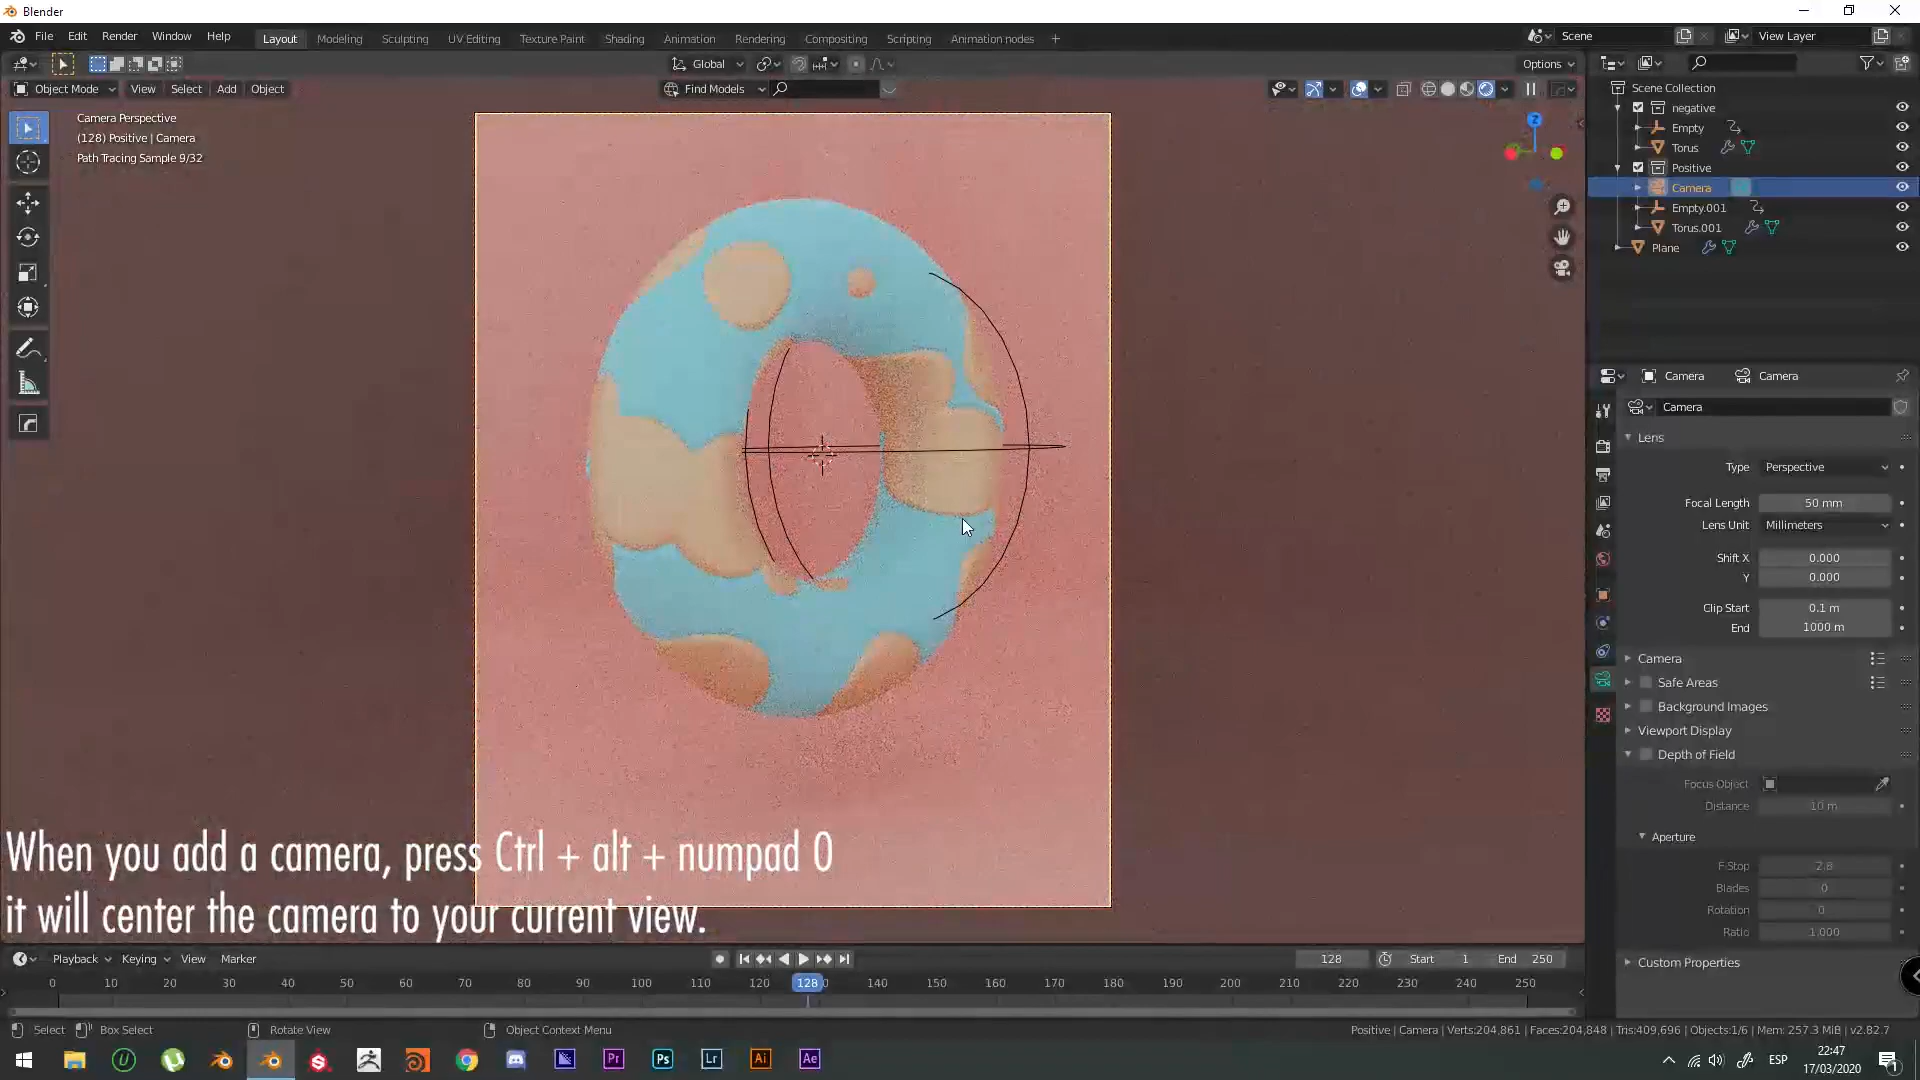 Blender
File Edit Render Window Help
Layout Modeling Sculpting UV Editing Texture Paint Shading Animation Rendering Compositing Scripting Animation nodes +
Scene
View Layer
Global
Options
Object Mode View Select Add Object
Find Models
Camera Perspective
(128) Positive | Camera
Path Tracing Sample 9/32
Z
Scene Collection
negative
Empty
Torus
Positive
Camera
Empty.001
Torus.001
Plane
Camera Camera
Camera
Lens
Type Perspective
Focal Length 50 mm
Lens Unit Millimeters
Shift X 0.000
Y 0.000
Clip Start 0.1 m
End 1000 m
Camera
Safe Areas
Background Images
Viewport Display
Depth of Field
Focus Object
Distance 10 m
Aperture
F-Stop 2.8
Blades 0
Rotation 0
Ratio 1.000
Custom Properties
When you add a camera, press Ctrl + alt + numpad 0
it will center the camera to your current view.
Playback Keying View Marker
128 Start 1 End 250
0 10 20 30 40 50 60 70 80 90 100 110 120 128 140 150 160 170 180 190 200 210 220 230 240 250
Select Box Select Rotate View Object Context Menu
Positive | Camera | Verts:204,861 | Faces:204,848 | Tris:409,696 | Objects:1/6 | Mem: 257.3 MiB | v2.82.7
Pr Ps Lr Ai Ae
ESP
22:47
17/03/2020
1